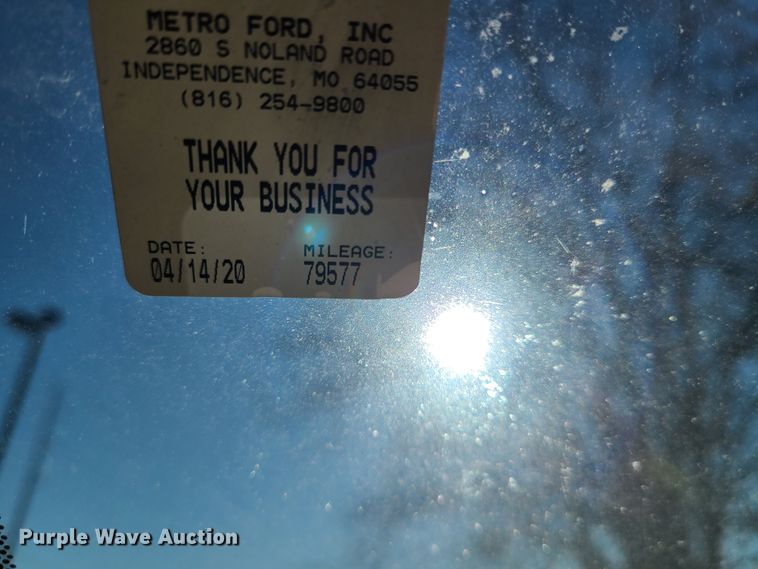 METRO FORD, INC
2860 S NOLAND ROAD
INDEPENDENCE, MO 64055
(816) 254-9800
THANK YOU FOR
YOUR BUSINESS
DATE: MILEAGE:
04/14/20 79577
Purple Wave Auction